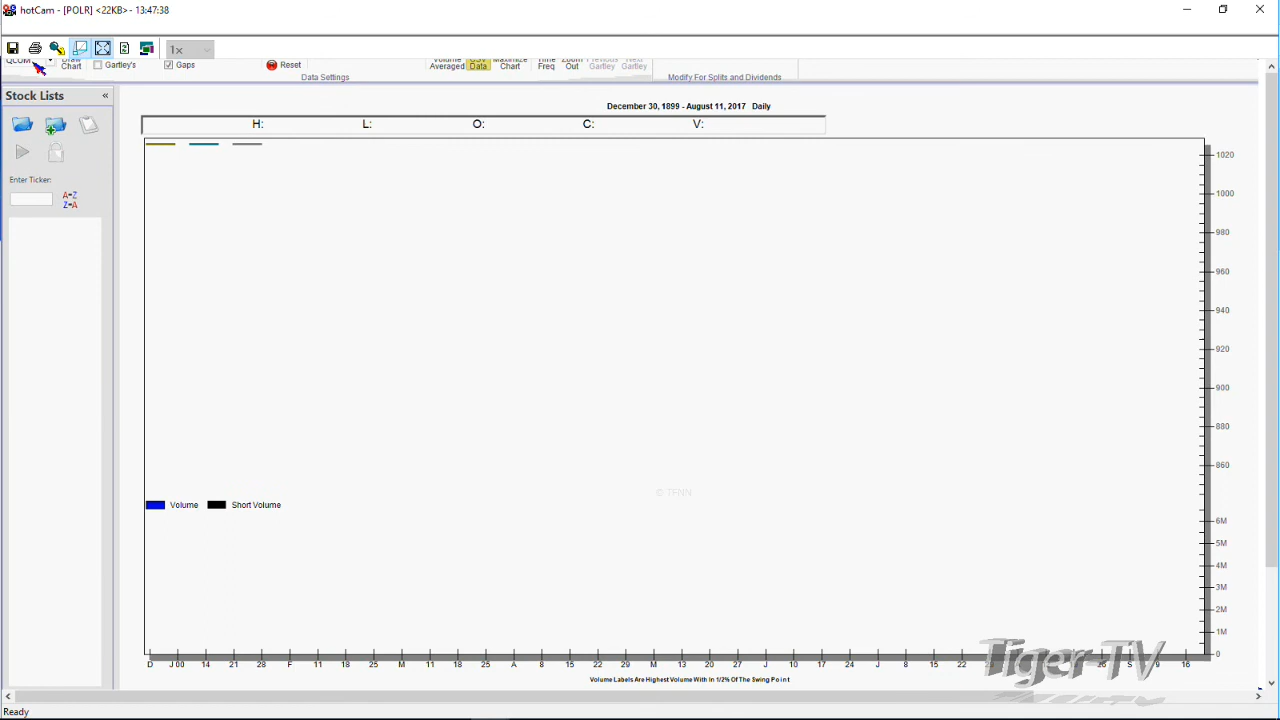 hotCam - [POLR] <22KB> - 13:47:38
1x
QCOM Draw Chart Gartley's Gaps Reset Volume Averaged CSV Data Maximize Chart Time Freq Zoom Out Previous Gartley Next Gartley
Data Settings Modify For Splits and Dividends
Stock Lists «
December 30, 1899 - August 11, 2017 Daily
H: L: O: C: V:
Enter Ticker:
A-Z
Z-A
1020
1000
980
960
940
920
900
880
860
© TFNN
Volume Short Volume
6M
5M
4M
3M
2M
1M
0
D J 00 14 21 28 F 11 18 25 M 11 18 25 A 8 15 22 29 M 13 20 27 J 10 17 24 J 8 15 22 26 S 9 16
Tiger-TV
Volume Labels Are Highest Volume With In 1/2% Of The Swing Point
Ready